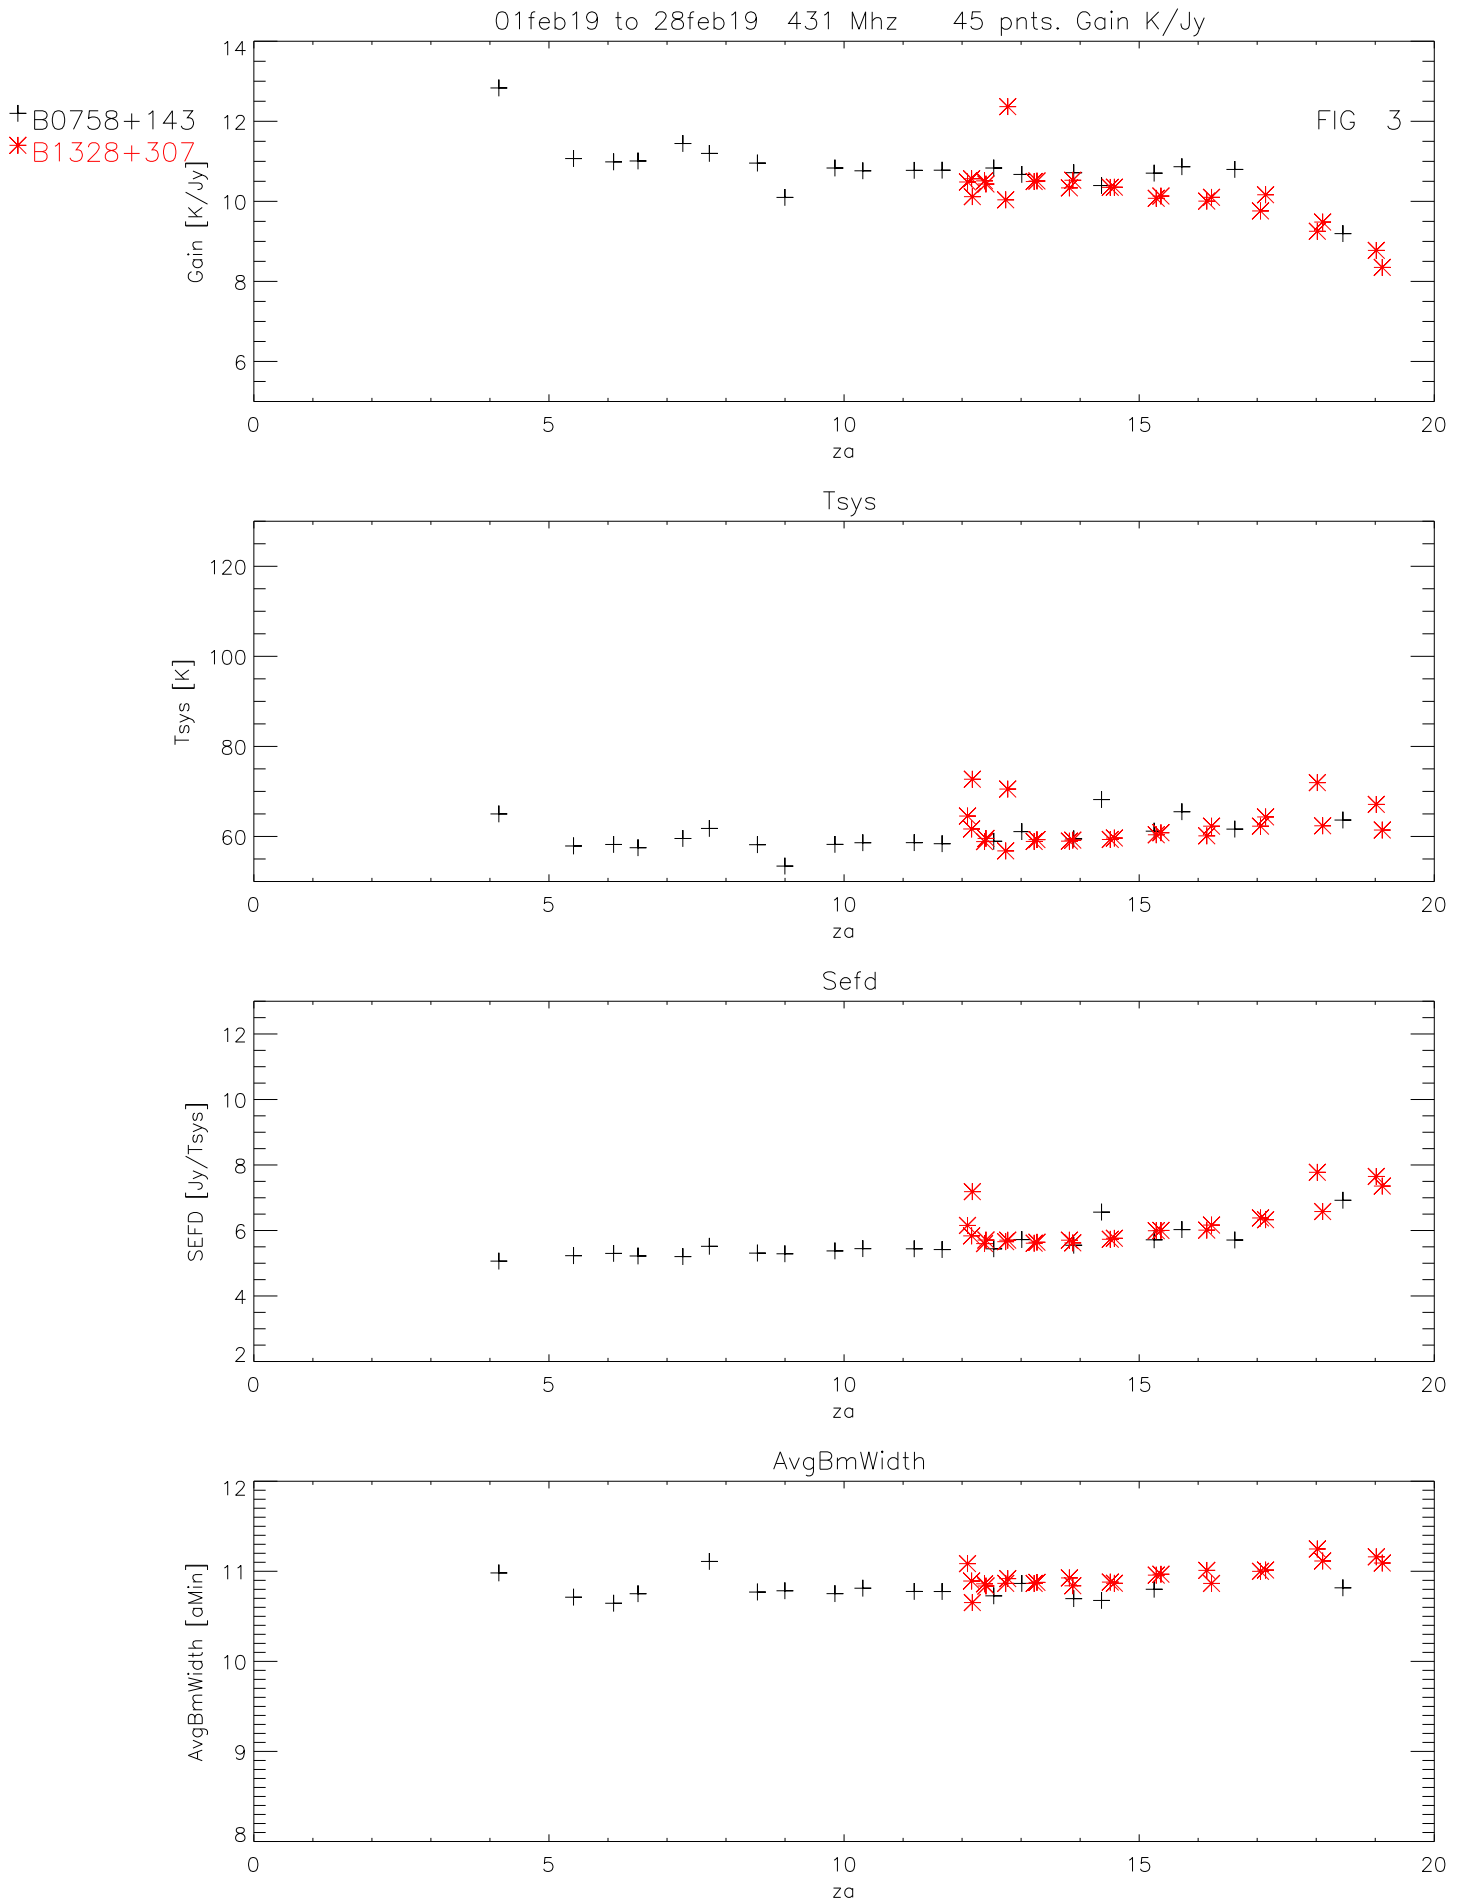 01feb19 to 28feb19 431 Mhz 45 pnts. Gain K/Jy
B0758+143
B1328+307
FIG 3
Gain [K/Jy]
14
12
10
8
6
0 5 10 15 20
za
Tsys
Tsys [K]
120
100
80
60
0 5 10 15 20
za
Sefd
SEFD [Jy/Tsys]
12
10
8
6
4
2
0 5 10 15 20
za
AvgBmWidth
AvgBmWidth [aMin]
12
11
10
9
8
0 5 10 15 20
za